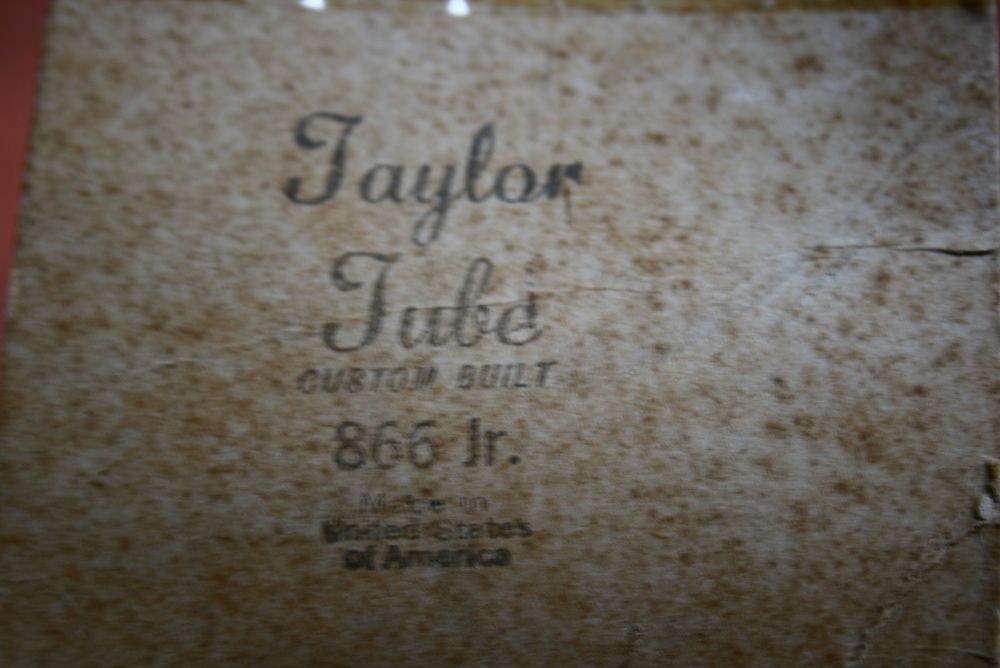 Taylor
Tube
CUSTOM BUILT
866 Jr.
Made in
United States
Of America